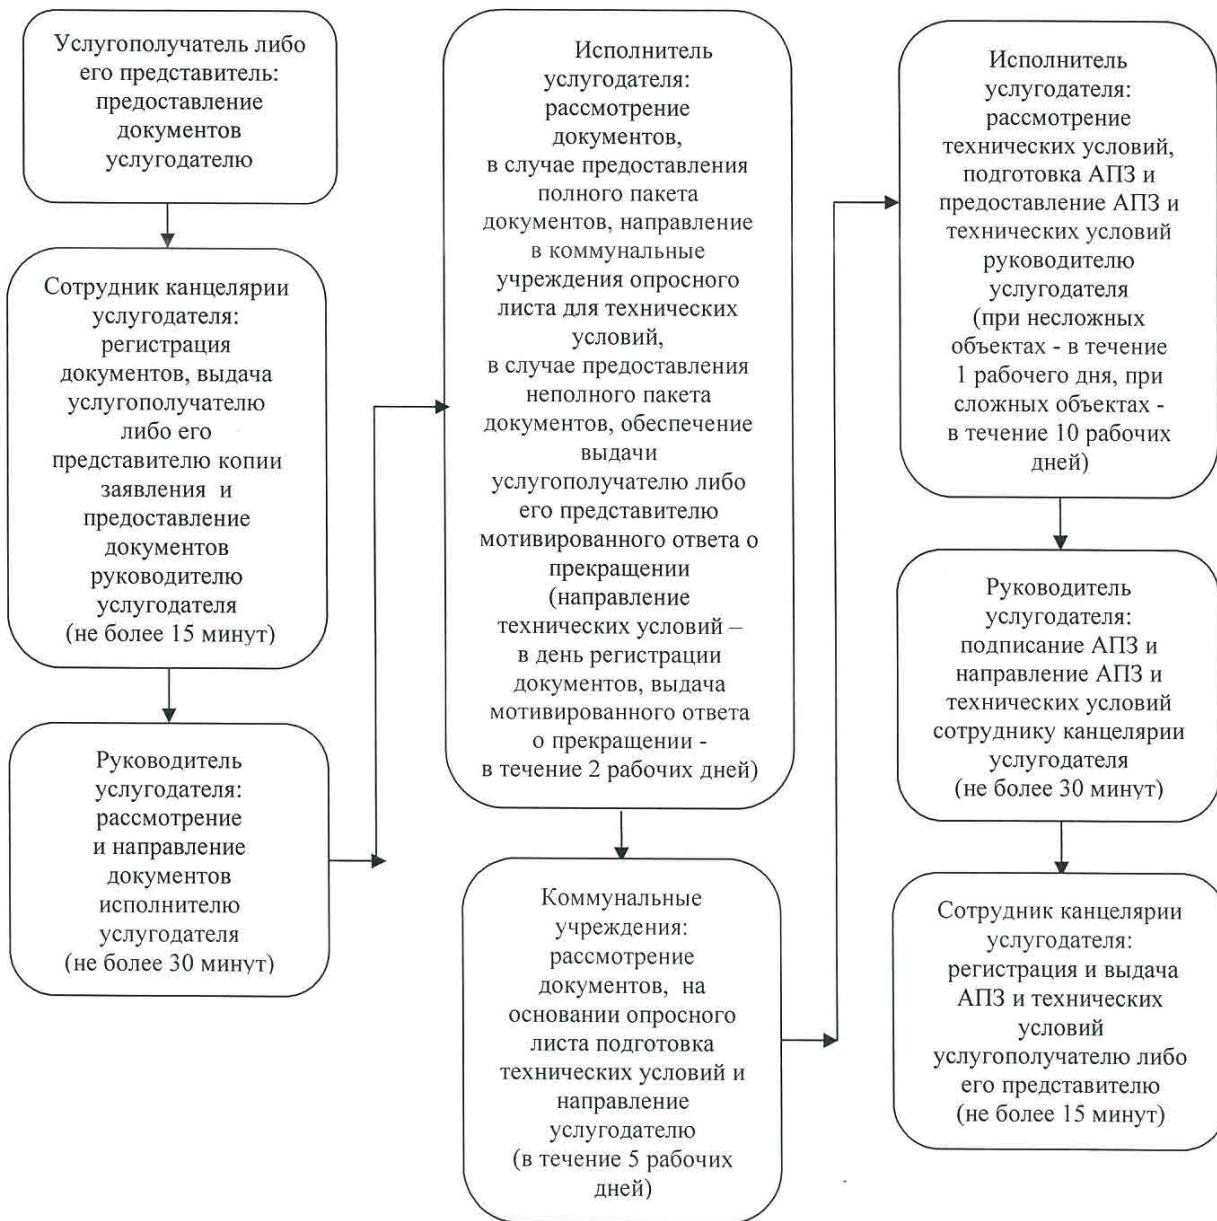 Услугополучатель либо
его представитель:
предоставление
документов
услугодателю
Сотрудник канцелярии
услугодателя:
регистрация
документов, выдача
услугополучателю
либо его
представителю копии
заявления и
предоставление
документов
руководителю
услугодателя
(не более 15 минут)
Руководитель
услугодателя:
рассмотрение
и направление
документов
исполнителю
услугодателя
(не более 30 минут)
Исполнитель
услугодателя:
рассмотрение
документов,
в случае предоставления
полного пакета
документов, направление
в коммунальные
учреждения опросного
листа для технических
условий,
в случае предоставления
неполного пакета
документов, обеспечение
выдачи
услугополучателю либо
его представителю
мотивированного ответа о
прекращении
(направление
технических условий –
в день регистрации
документов, выдача
мотивированного ответа
о прекращении -
в течение 2 рабочих дней)
Коммунальные
учреждения:
рассмотрение
документов, на
основании опросного
листа подготовка
технических условий и
направление
услугодателю
(в течение 5 рабочих
дней)
Исполнитель
услугодателя:
рассмотрение
технических условий,
подготовка АПЗ и
предоставление АПЗ и
технических условий
руководителю
услугодателя
(при несложных
объектах - в течение
1 рабочего дня, при
сложных объектах -
в течение 10 рабочих
дней)
Руководитель
услугодателя:
подписание АПЗ и
направление АПЗ и
технических условий
сотруднику канцелярии
услугодателя
(не более 30 минут)
Сотрудник канцелярии
услугодателя:
регистрация и выдача
АПЗ и технических
условий
услугополучателю либо
его представителю
(не более 15 минут)